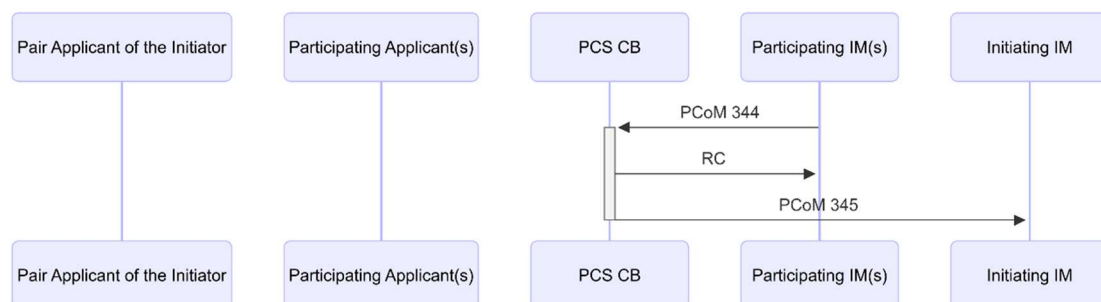 Pair Applicant of the Initiator
Participating Applicant(s)
PCS CB
Participating IM(s)
Initiating IM
PCoM 344
RC
PCoM 345
Pair Applicant of the Initiator
Participating Applicant(s)
PCS CB
Participating IM(s)
Initiating IM